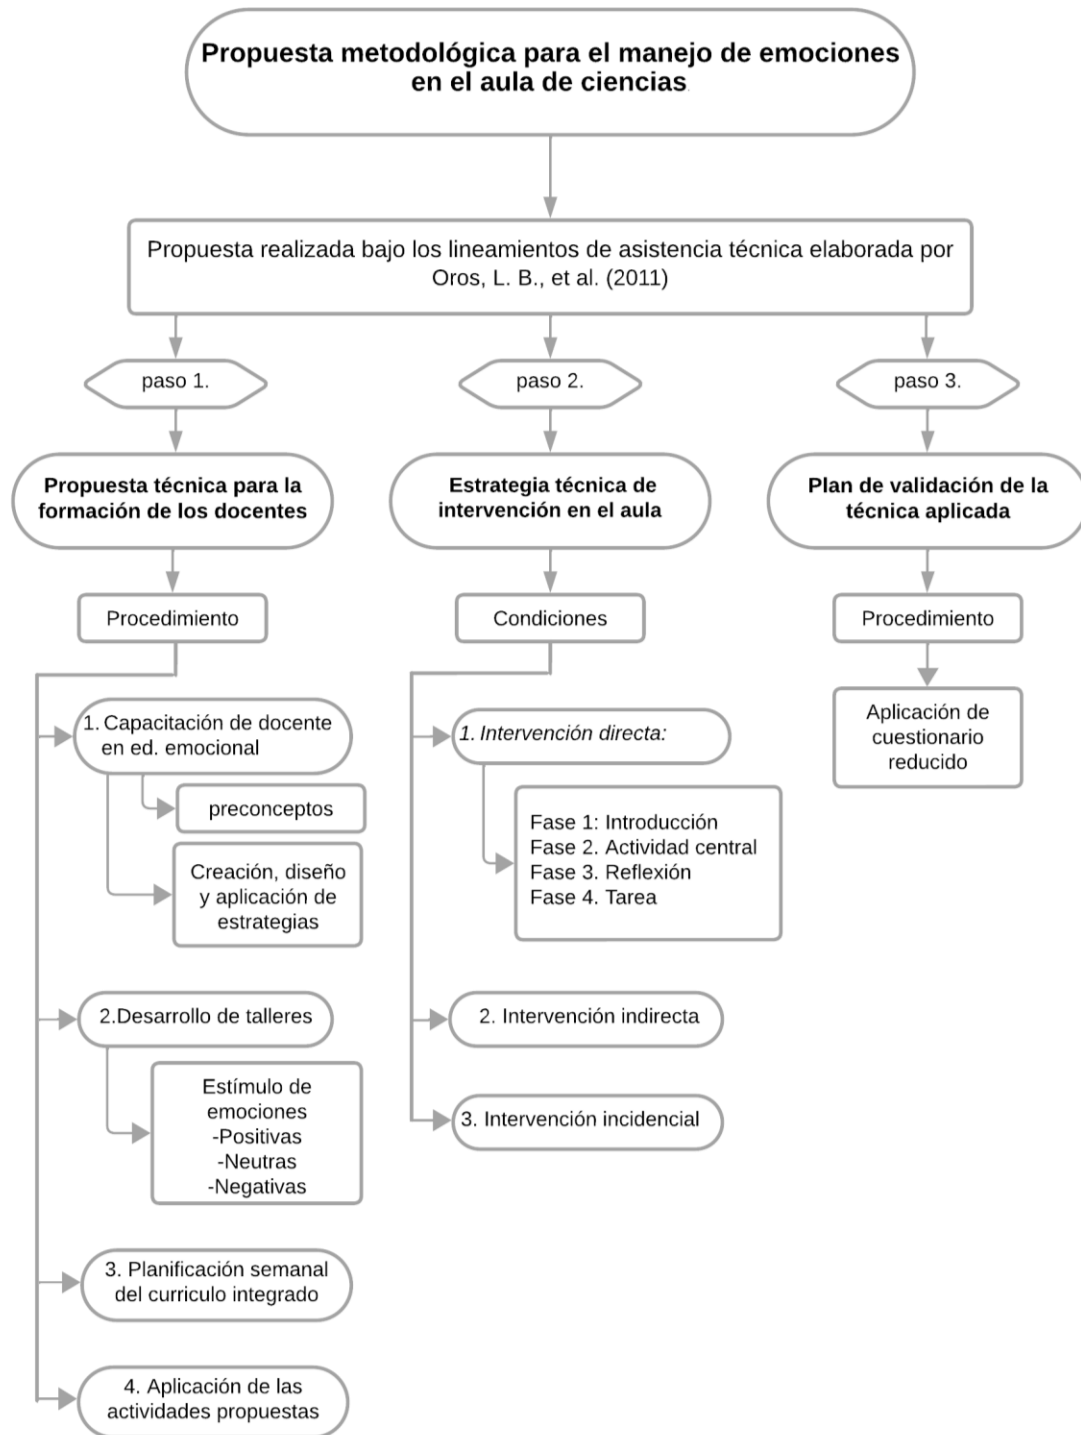 Propuesta metodológica para el manejo de emociones
en el aula de ciencias.
Propuesta realizada bajo los lineamientos de asistencia técnica elaborada por
Oros, L. B., et al. (2011)
paso 1.
paso 2.
paso 3.
Propuesta técnica para la
formación de los docentes
Estrategia técnica de
intervención en el aula
Plan de validación de la
técnica aplicada
Procedimiento
Condiciones
Procedimiento
1. Capacitación de docente
en ed. emocional
preconceptos
Creación, diseño
y aplicación de
estrategias
2.Desarrollo de talleres
Estímulo de
emociones
-Positivas
-Neutras
-Negativas
3. Planificación semanal
del curriculo integrado
4. Aplicación de las
actividades propuestas
1. Intervención directa:
Fase 1: Introducción
Fase 2. Actividad central
Fase 3. Reflexión
Fase 4. Tarea
2. Intervención indirecta
3. Intervención incidencial
Aplicación de
cuestionario
reducido